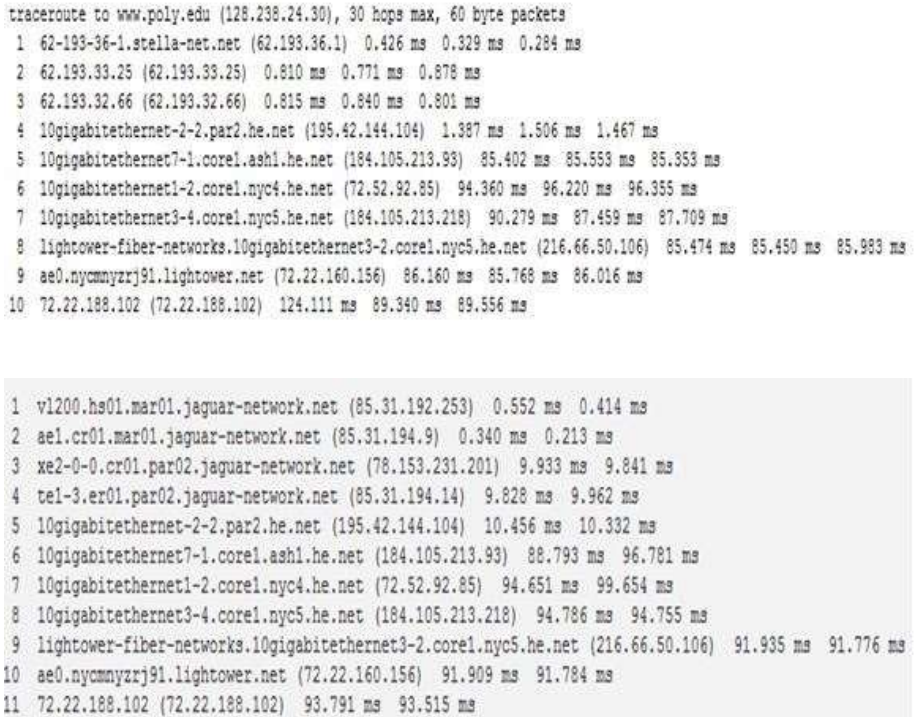 traceroute to www.poly.edu (128.238.24.30), 30 hops max, 60 byte packets
1 62-193-36-1.stella-net.net (62.193.36.1) 0.426 ms 0.329 ms 0.284 ms
2 62.193.33.25 (62.193.33.25) 0.810 ms 0.771 ms 0.878 ms
3 62.193.32.66 (62.193.32.66) 0.815 ms 0.840 ms 0.801 ms
4 10gigabitethernet-2-2.par2.he.net (195.42.144.104) 1.387 ms 1.506 ms 1.467 ms
5 10gigabitethernet7-1.core1.ash1.he.net (184.105.213.93) 85.402 ms 85.553 ms 85.353 ms
6 10gigabitethernet1-2.core1.nyc4.he.net (72.52.92.85) 94.360 ms 96.220 ms 96.355 ms
7 10gigabitethernet3-4.core1.nyc5.he.net (184.105.213.218) 90.279 ms 87.459 ms 87.709 ms
8 lightower-fiber-networks.10gigabitethernet3-2.core1.nyc5.he.net (216.66.50.106) 85.474 ms 85.450 ms 85.983 ms
9 ae0.nycmnyzrj91.lightower.net (72.22.160.156) 86.160 ms 85.768 ms 86.016 ms
10 72.22.188.102 (72.22.188.102) 124.111 ms 89.340 ms 89.556 ms
1 vl200.hs01.mar01.jaguar-network.net (85.31.192.253) 0.552 ms 0.414 ms
2 ae1.cr01.mar01.jaguar-network.net (85.31.194.9) 0.340 ms 0.213 ms
3 xe2-0-0.cr01.par02.jaguar-network.net (78.153.231.201) 9.933 ms 9.841 ms
4 te1-3.er01.par02.jaguar-network.net (85.31.194.14) 9.828 ms 9.962 ms
5 10gigabitethernet-2-2.par2.he.net (195.42.144.104) 10.456 ms 10.332 ms
6 10gigabitethernet7-1.core1.ash1.he.net (184.105.213.93) 88.793 ms 96.781 ms
7 10gigabitethernet1-2.core1.nyc4.he.net (72.52.92.85) 94.651 ms 99.654 ms
8 10gigabitethernet3-4.core1.nyc5.he.net (184.105.213.218) 94.786 ms 94.755 ms
9 lightower-fiber-networks.10gigabitethernet3-2.core1.nyc5.he.net (216.66.50.106) 91.935 ms 91.776 ms
10 ae0.nycmnyzrj91.lightower.net (72.22.160.156) 91.909 ms 91.784 ms
11 72.22.188.102 (72.22.188.102) 93.791 ms 93.515 ms